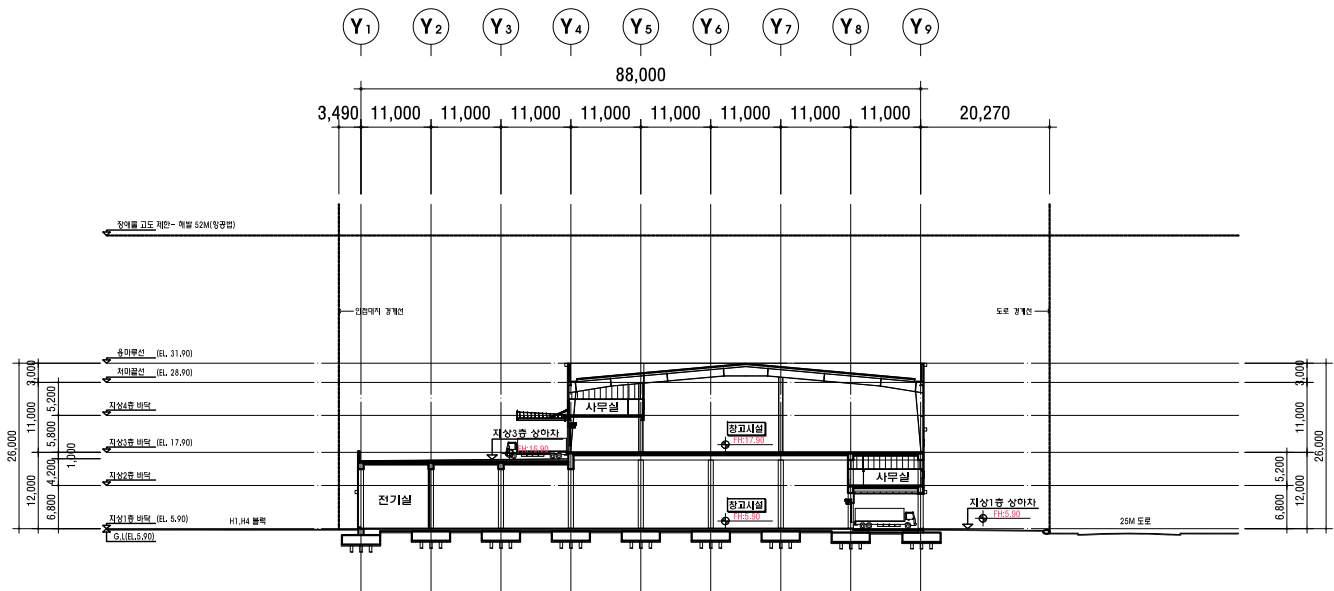 Y1 Y2 Y3 Y4 Y5 Y6 Y7 Y8 Y9
88,000
3,490 11,000 11,000 11,000 11,000 11,000 11,000 11,000 11,000 20,270
장애물 고도 제한- 해발 52M(항공법)
인접대지 경계선
도로 경계선
용마루선 (EL. 31.90)
처마끝선 (EL. 28.90)
지상4층 바닥
지상3층 바닥 (EL. 17.90)
지상2층 바닥
지상1층 바닥 (EL. 5.90)
G.L(EL.5.90)
H1,H4 블럭
26,000
3,000
11,000
12,000
5,200
5,800
1,000
4,200
6,800
사무실
지상3층 상하차
창고시설
FH:17.90
전기실
사무실
창고시설
FH:5.90
지상1층 상하차
FH:5.90
25M 도로
5,200
6,800
3,000
11,000
12,000
26,000